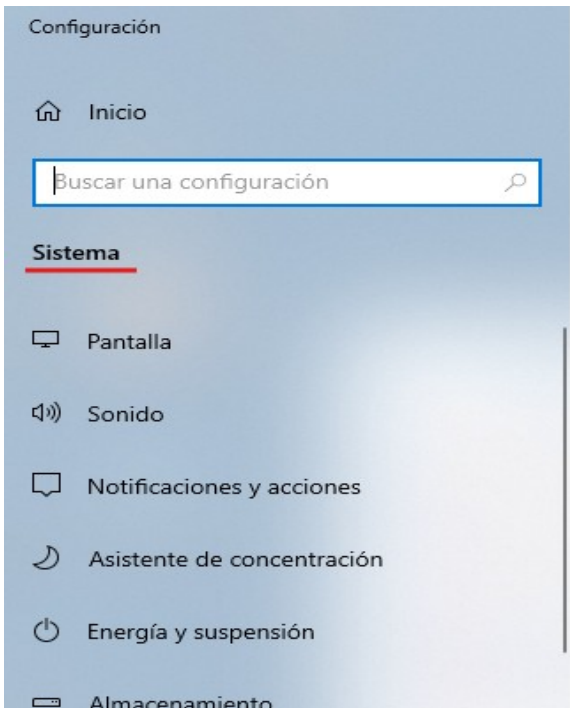 Configuración
Inicio
Buscar una configuración
Sistema
Pantalla
Sonido
Notificaciones y acciones
Asistente de concentración
Energía y suspensión
Almacenamiento